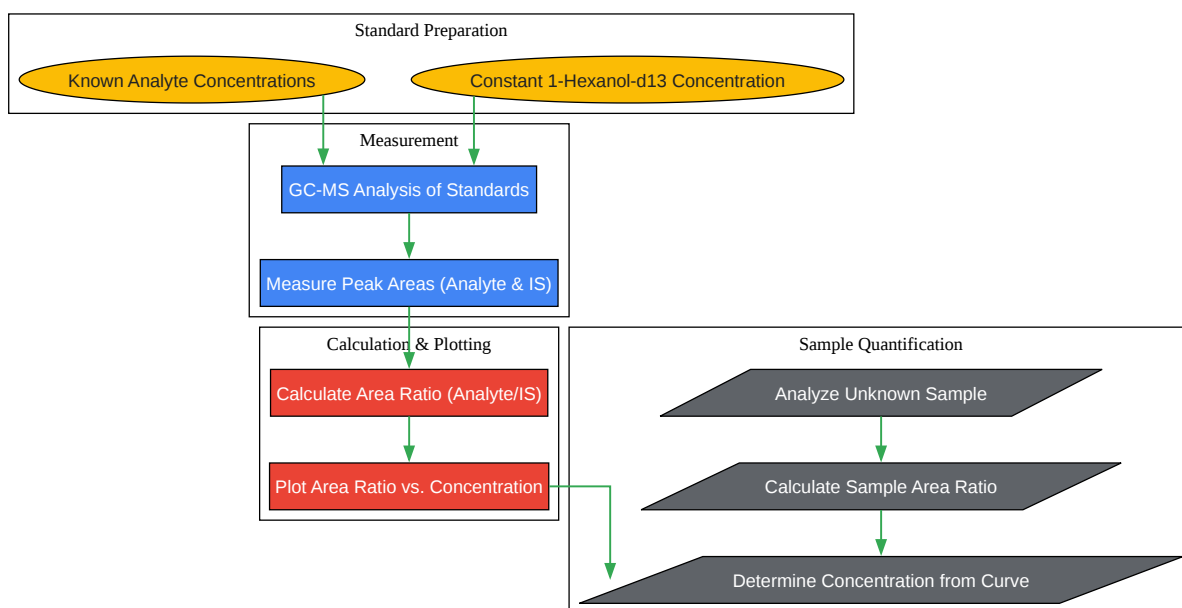 Standard Preparation
Known Analyte Concentrations
Constant 1-Hexanol-d13 Concentration
Measurement
GC-MS Analysis of Standards
Measure Peak Areas (Analyte & IS)
Calculation & Plotting
Calculate Area Ratio (Analyte/IS)
Plot Area Ratio vs. Concentration
Sample Quantification
Analyze Unknown Sample
Calculate Sample Area Ratio
Determine Concentration from Curve